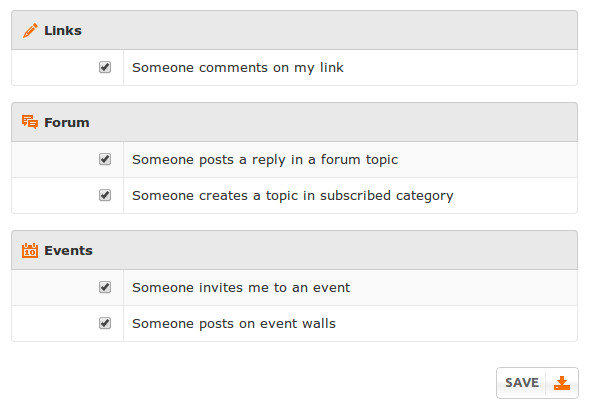 Links
Someone comments on my link
Forum
Someone posts a reply in a forum topic
Someone creates a topic in subscribed category
10 Events
Someone invites me to an event
Someone posts on event walls
SAVE